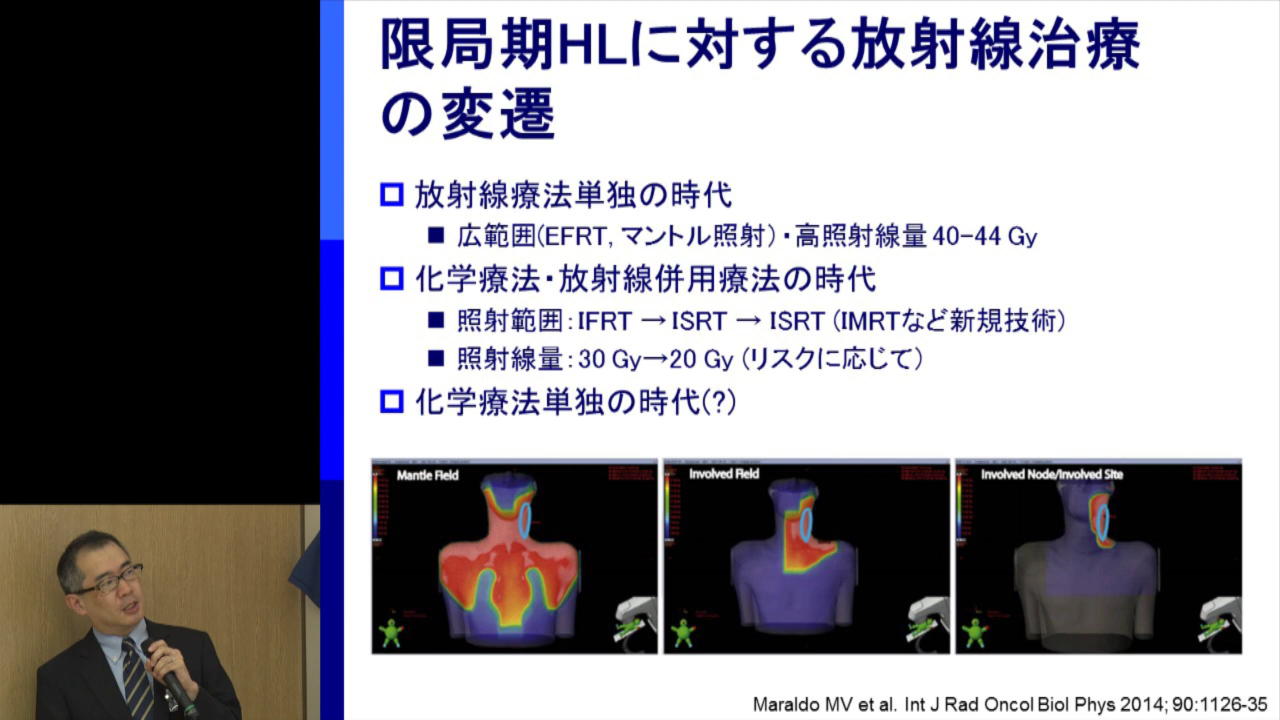 限局期HLに対する放射線治療
の変遷
放射線療法単独の時代
広範囲(EFRT, マントル照射)・高照射線量 40-44 Gy
化学療法・放射線併用療法の時代
照射範囲：IFRT → ISRT → ISRT (IMRTなど新規技術)
照射線量：30 Gy→20 Gy (リスクに応じて)
化学療法単独の時代(?)
Mantle Field
Involved Field
Involved Node/Involved Site
Maraldo MV et al. Int J Rad Oncol Biol Phys 2014; 90:1126-35